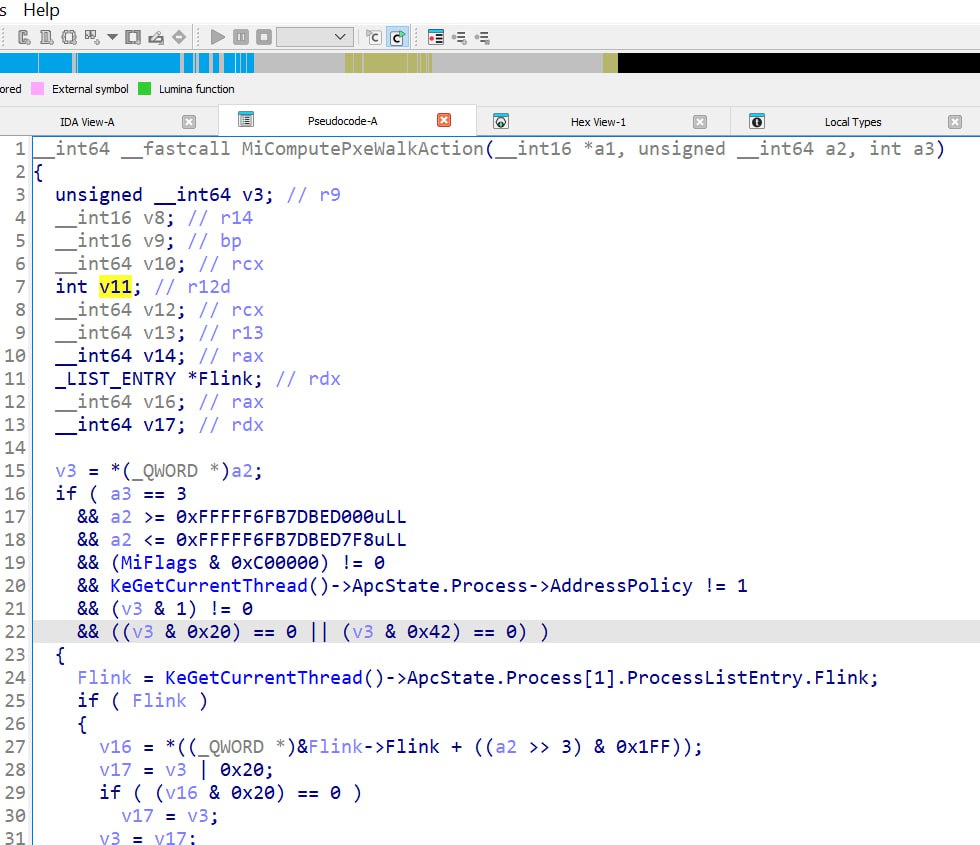 s Help
ored External symbol Lumina function
IDA View-A Pseudocode-A Hex View-1 Local Types
1 __int64 __fastcall MiComputePxeWalkAction(__int16 *a1, unsigned __int64 a2, int a3)
2 {
3 unsigned __int64 v3; // r9
4 __int16 v8; // r14
5 __int16 v9; // bp
6 __int64 v10; // rcx
7 int v11; // r12d
8 __int64 v12; // rcx
9 __int64 v13; // r13
10 __int64 v14; // rax
11 _LIST_ENTRY *Flink; // rdx
12 __int64 v16; // rax
13 __int64 v17; // rdx
14
15 v3 = *(_QWORD *)a2;
16 if ( a3 == 3
17 && a2 >= 0xFFFFF6FB7DBED000uLL
18 && a2 <= 0xFFFFF6FB7DBED7F8uLL
19 && (MiFlags & 0xC00000) != 0
20 && KeGetCurrentThread()->ApcState.Process->AddressPolicy != 1
21 && (v3 & 1) != 0
22 && ((v3 & 0x20) == 0 || (v3 & 0x42) == 0) )
23 {
24 Flink = KeGetCurrentThread()->ApcState.Process[1].ProcessListEntry.Flink;
25 if ( Flink )
26 {
27 v16 = *((_QWORD *)&Flink->Flink + ((a2 >> 3) & 0x1FF));
28 v17 = v3 | 0x20;
29 if ( (v16 & 0x20) == 0 )
30 v17 = v3;
31 v3 = v17;